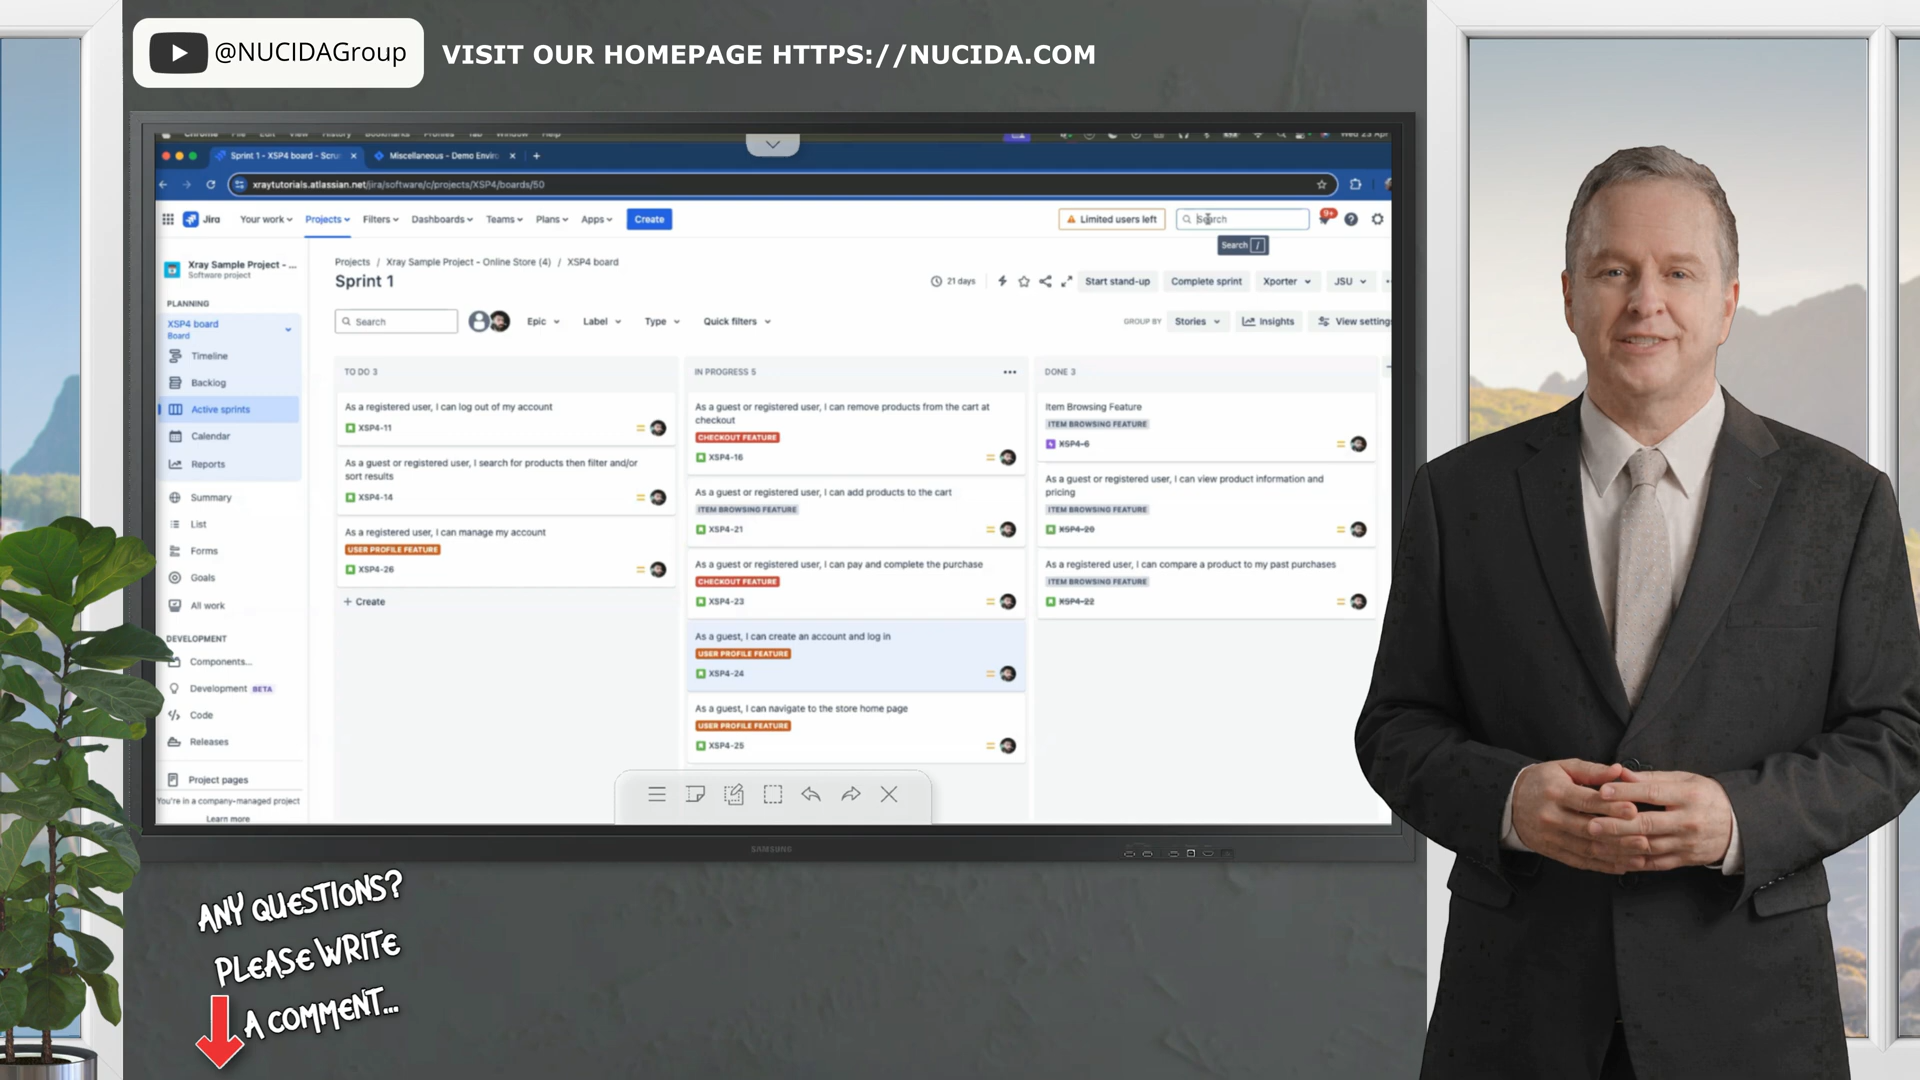 @NUCIDAGroup
VISIT OUR HOMEPAGE HTTPS://NUCIDA.COM
Sprint 1 - XSP4 board - Scru
Miscellaneous - Demo Enviro
xraytutorials.atlassian.net/jira/software/c/projects/XSP4/boards/50
Jira
Your work
Projects
Filters
Dashboards
Teams
Plans
Apps
Create
Limited users left
Search
9+
Search /
Xray Sample Project - ...
Software project
PLANNING
XSP4 board
Board
Timeline
Backlog
Active sprints
Calendar
Reports
Summary
List
Forms
Goals
All work
DEVELOPMENT
Components...
Development BETA
Code
Releases
Project pages
You're in a company-managed project
Learn more
Projects / Xray Sample Project - Online Store (4) / XSP4 board
Sprint 1
21 days
Start stand-up
Complete sprint
Xporter
JSU
Search
Epic
Label
Type
Quick filters
GROUP BY
Stories
Insights
View settings
TO DO 3
As a registered user, I can log out of my account
XSP4-11
As a guest or registered user, I search for products then filter and/or
sort results
XSP4-14
As a registered user, I can manage my account
USER PROFILE FEATURE
XSP4-26
+ Create
IN PROGRESS 5
As a guest or registered user, I can remove products from the cart at
checkout
CHECKOUT FEATURE
XSP4-16
As a guest or registered user, I can add products to the cart
ITEM BROWSING FEATURE
XSP4-21
As a guest or registered user, I can pay and complete the purchase
CHECKOUT FEATURE
XSP4-23
As a guest, I can create an account and log in
USER PROFILE FEATURE
XSP4-24
As a guest, I can navigate to the store home page
USER PROFILE FEATURE
XSP4-25
DONE 3
Item Browsing Feature
ITEM BROWSING FEATURE
XSP4-6
As a guest or registered user, I can view product information and
pricing
ITEM BROWSING FEATURE
XSP4-20
As a registered user, I can compare a product to my past purchases
ITEM BROWSING FEATURE
XSP4-22
SAMSUNG
ANY QUESTIONS?
PLEASE WRITE
A COMMENT...